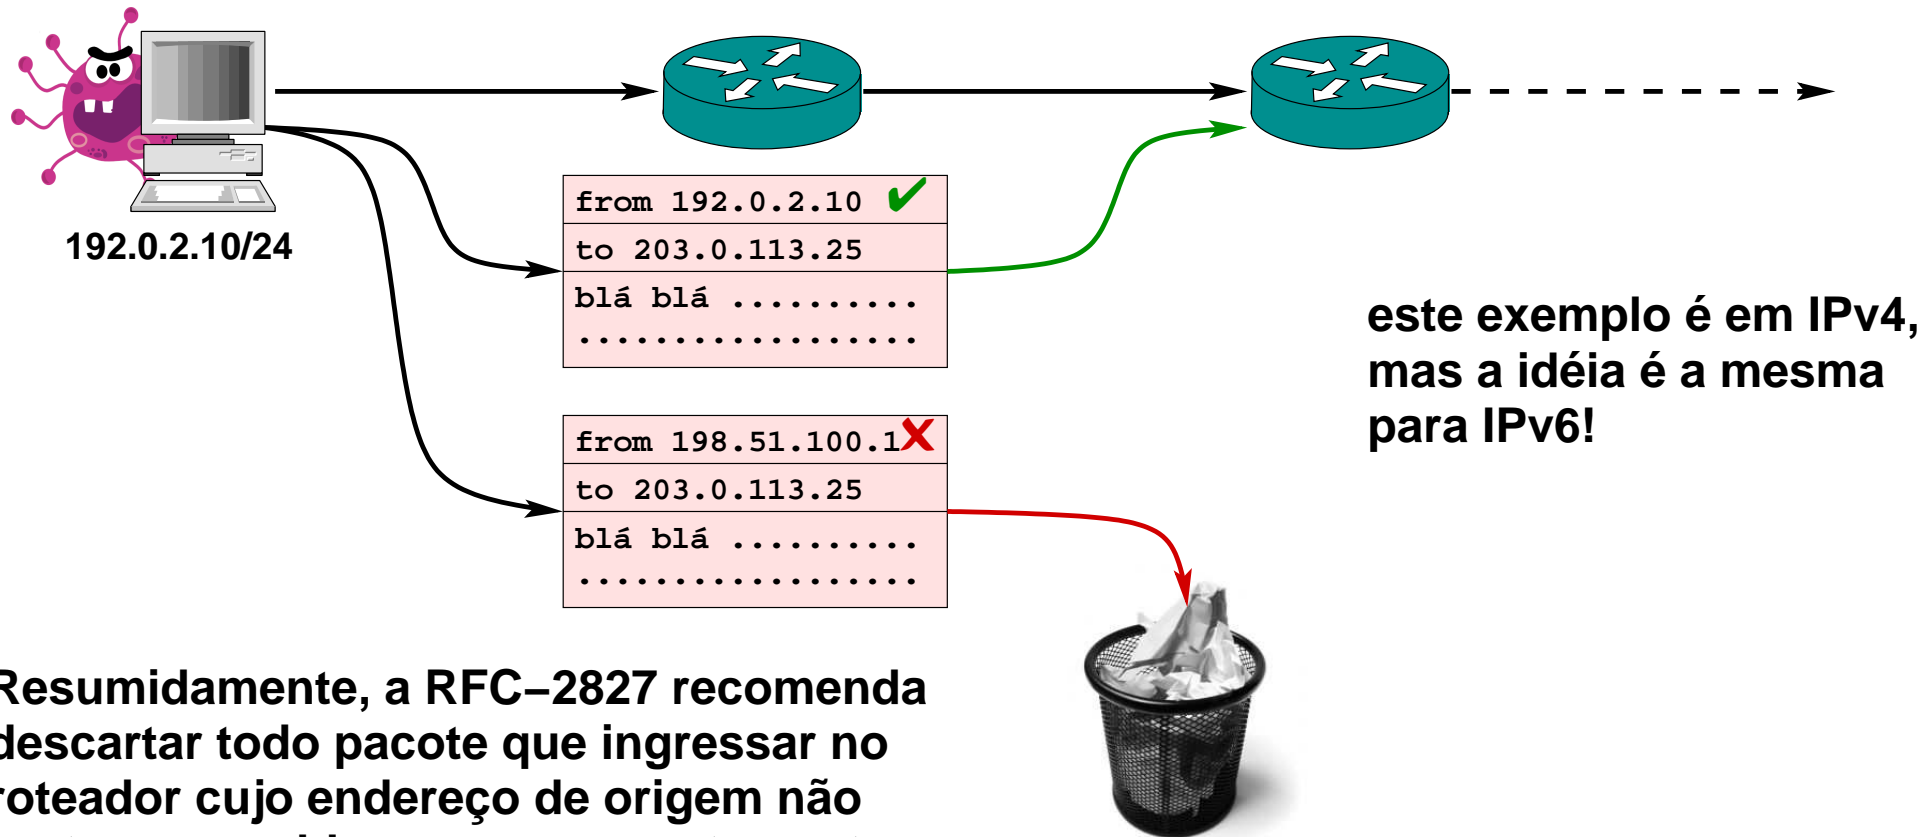 192.0.2.10/24
from 192.0.2.10
to 203.0.113.25
blá blá ..........
..................
from 198.51.100.1
to 203.0.113.25
blá blá ..........
..................
este exemplo é em IPv4,
mas a idéia é a mesma
para IPv6!
Resumidamente, a RFC−2827 recomenda
descartar todo pacote que ingressar no
roteador cujo endereço de origem não